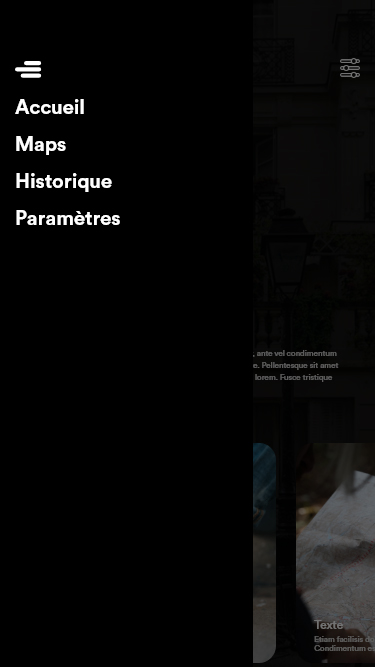 Accueil
Maps
Historique
Paramètres
, ante vel condimentum
e. Pellentesque sit amet
lorem. Fusce tristique
Texte
Etiam facilisis
Condimentum